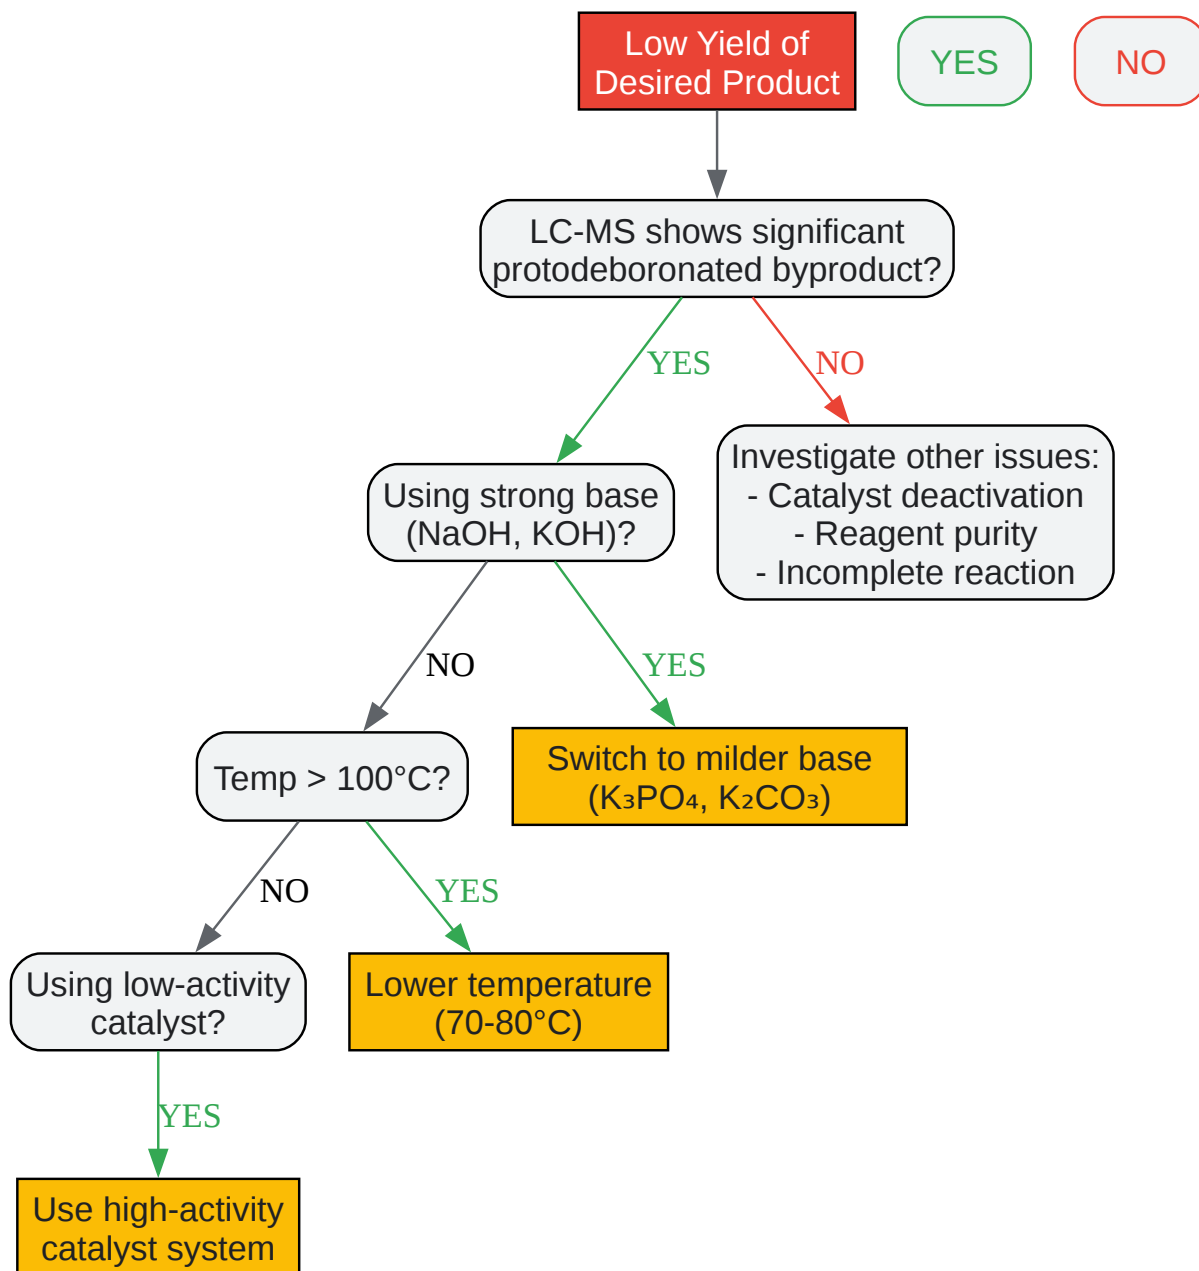 Low Yield of
Desired Product
YES
NO
LC-MS shows significant
protodeboronated byproduct?
YES
NO
Using strong base
(NaOH, KOH)?
Investigate other issues:
- Catalyst deactivation
- Reagent purity
- Incomplete reaction
NO
YES
Temp > 100°C?
Switch to milder base
(K₃PO₄, K₂CO₃)
NO
YES
Using low-activity
catalyst?
Lower temperature
(70-80°C)
YES
Use high-activity
catalyst system